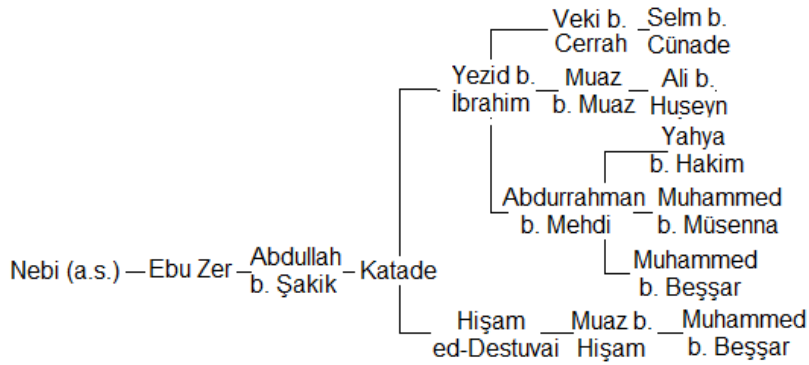 Veki b.
Cerrah
Selm b.
Cünade
Yezid b.
İbrahim
Muaz
b. Muaz
Ali b.
Huseyn
Yahya
b. Hakim
Abdurrahman
b. Mehdi
Muhammed
b. Müsenna
Muhammed
b. Beşşar
Nebi (a.s.)
Ebu Zer
Abdullah
b. Şakik
Katade
Hişam
ed-Destuvai
Muaz b.
Hişam
Muhammed
b. Beşşar